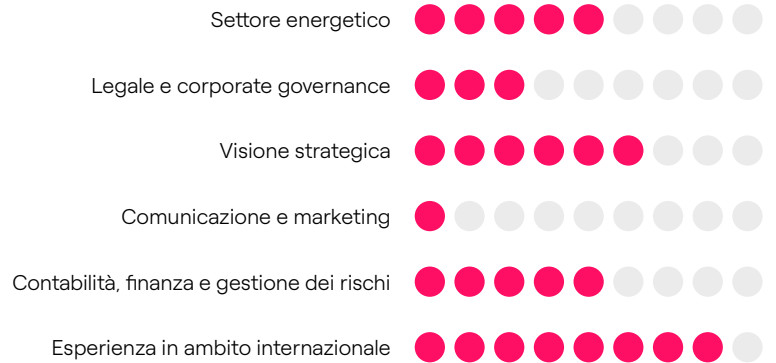 Settore energetico
Legale e corporate governance
Visione strategica
Comunicazione e marketing
Contabilità, finanza e gestione dei rischi
Esperienza in ambito internazionale